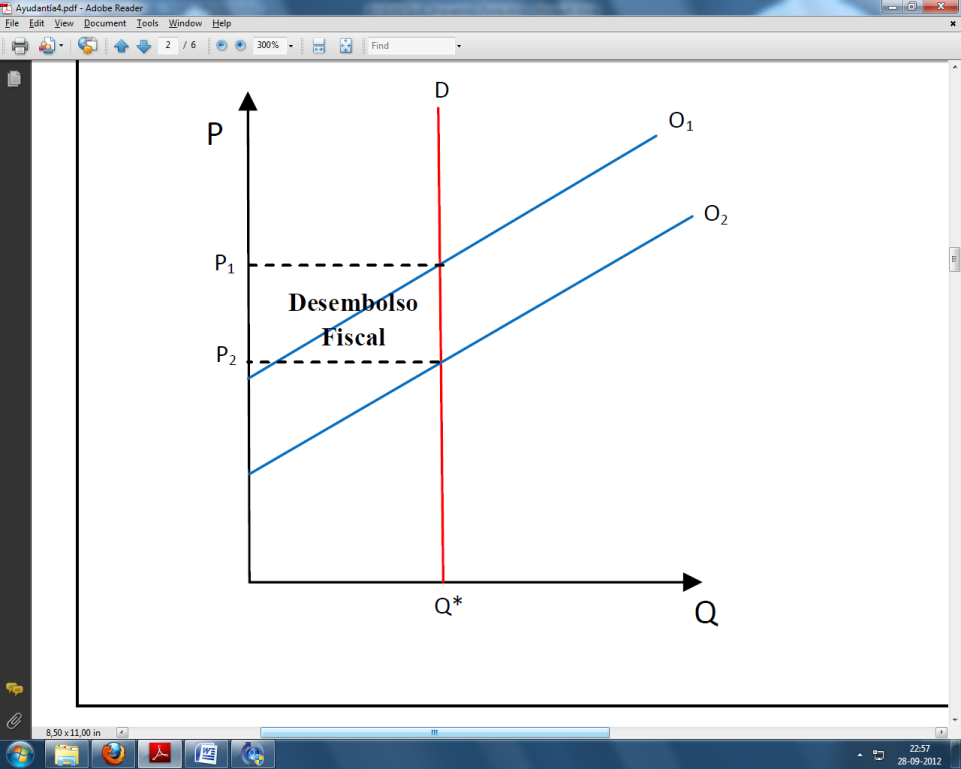 Ayudantía4.pdf - Adobe Reader
File Edit View Document Tools Window Help
2 / 6 300% Find
D
P
O₁
O₂
P₁
Desembolso
Fiscal
P₂
Q*
Q
8,50 x 11,00 in
22:57
28-09-2012